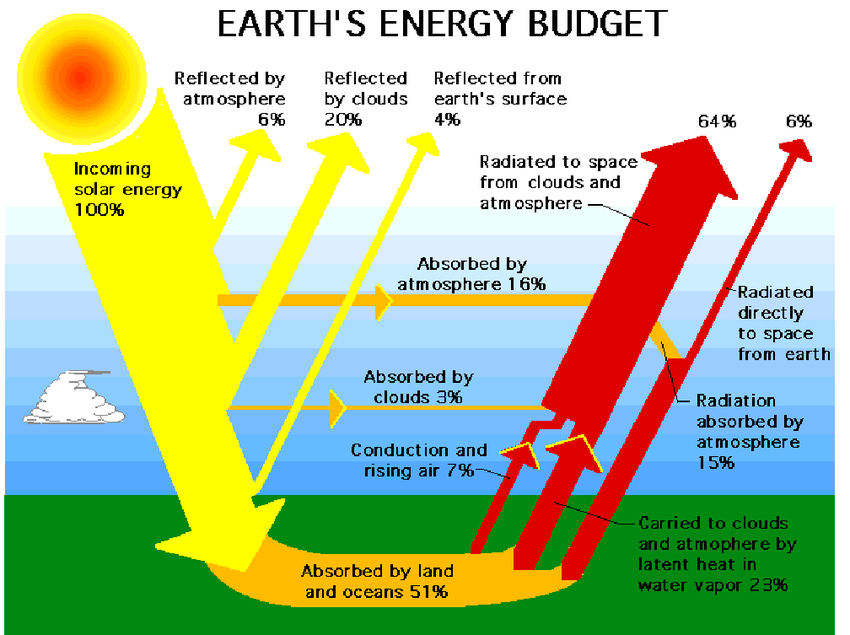 EARTH'S ENERGY BUDGET
Reflected by
atmosphere
6%
Reflected
by clouds
20%
Reflected from
earth's surface
4%
64%
6%
Incoming
solar energy
100%
Radiated to space
from clouds and
atmosphere
Absorbed by
atmosphere 16%
Radiated
directly
to space
from earth
Absorbed by
clouds 3%
Radiation
absorbed by
atmosphere
15%
Conduction and
rising air 7%
Carried to clouds
and atmophere by
latent heat in
water vapor 23%
Absorbed by land
and oceans 51%